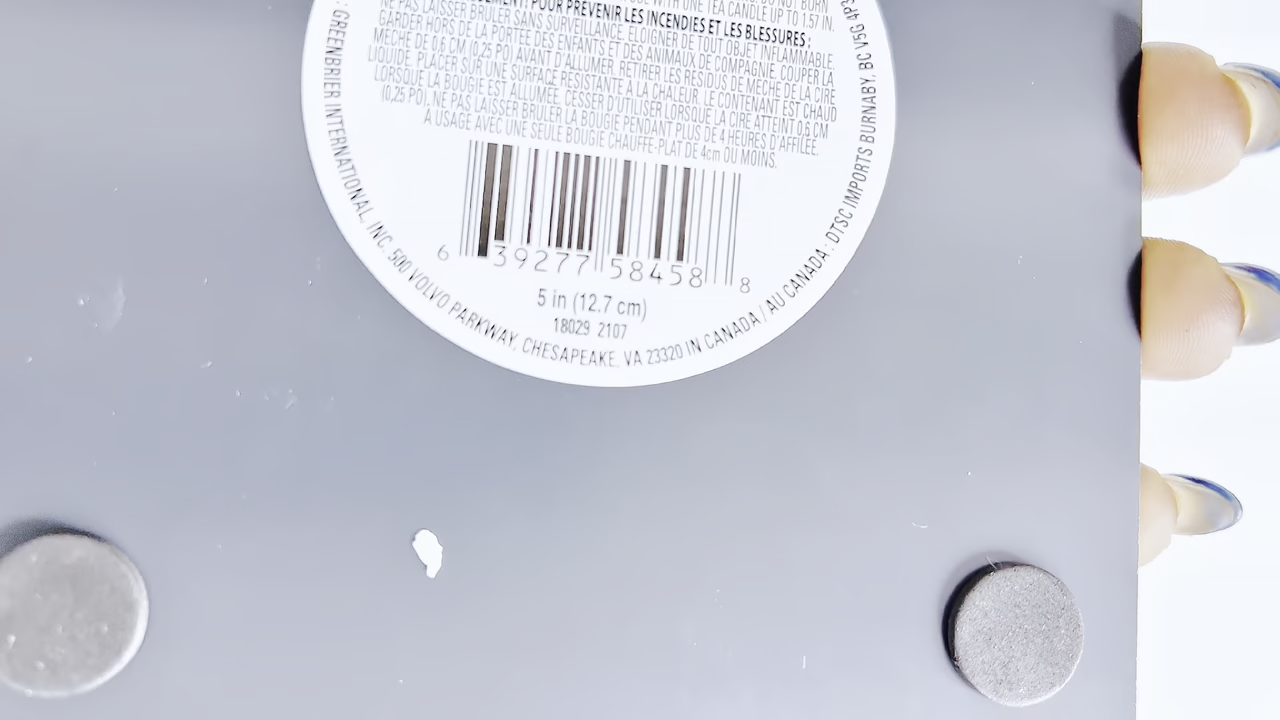 USE WITH ONE TEA CANDLE UP TO 1.57 IN.
POUR PRÉVENIR LES INCENDIES ET LES BLESSURES :
NE PAS LAISSER BRÛLER SANS SURVEILLANCE. ÉLOIGNER DE TOUT OBJET INFLAMMABLE.
GARDER HORS DE LA PORTÉE DES ENFANTS ET DES ANIMAUX DE COMPAGNIE. COUPER LA
MÈCHE DE 0,6 CM (0,25 PO) AVANT D'ALLUMER. RETIRER LES RÉSIDUS DE MÈCHE DE LA CIRE
LIQUIDE. PLACER SUR UNE SURFACE RÉSISTANTE À LA CHALEUR. LE CONTENANT EST CHAUD
LORSQUE LA BOUGIE EST ALLUMÉE. CESSER D'UTILISER LORSQUE LA CIRE ATTEINT 0,6 CM
(0,25 PO). NE PAS LAISSER BRÛLER LA BOUGIE PENDANT PLUS DE 4 HEURES D'AFFILÉE.
À USAGE AVEC UNE SEULE BOUGIE CHAUFFE-PLAT DE 4cm OU MOINS.
6 39277 58458 8
5 in (12.7 cm)
18029 2107
: GREENBRIER INTERNATIONAL, INC. 500 VOLVO PARKWAY, CHESAPEAKE, VA 23320 IN CANADA / AU CANADA : DTSC IMPORTS BURNABY, BC V5G 4P3